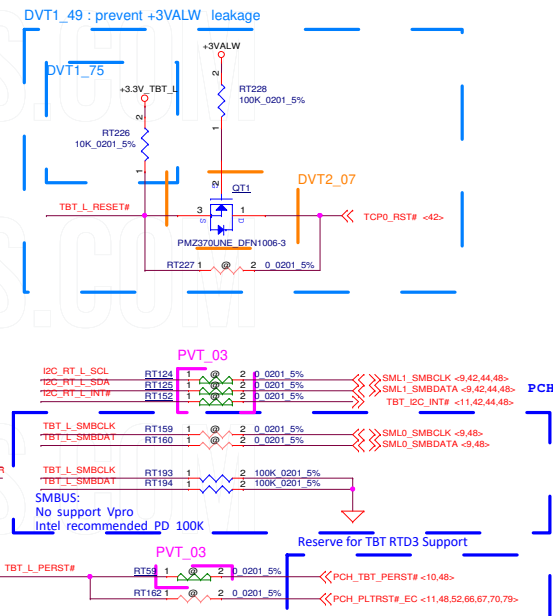 DVT1_49 : prevent +3VALW leakage
+3VALW
DVT1_75
+3.3V_TBT_L
2
RT228
100K_0201_5%
2
RT226
10K_0201_5%
1
1
2
QT1
DVT2_07
TBT_L_RESET#
3
1
TCP0_RST# <42>
S
D
PMZ370UNE_DFN1006-3
RT227 1 @ 2 0_0201_5%
PVT_03
I2C_RT_L_SCL RT124 1 @ 2 0_0201_5% SML1_SMBCLK <9,42,44,48>
I2C_RT_L_SDA RT125 1 @ 2 0_0201_5% SML1_SMBDATA <9,42,44,48>
I2C_RT_L_INT# RT152 1 @ 2 0_0201_5% TBT_I2C_INT# <11,42,44,48>
PCH
TBT_L_SMBCLK RT159 1 @ 2 0_0201_5% SML0_SMBCLK <9,48>
TBT_L_SMBDAT RT160 1 @ 2 0_0201_5% SML0_SMBDATA <9,48>
TBT_L_SMBCLK RT193 1 2 100K_0201_5%
TBT_L_SMBDAT RT194 1 2 100K_0201_5%
SMBUS:
No support Vpro
Intel recommended PD 100K
Reserve for TBT RTD3 Support
PVT_03
TBT_L_PERST# RT59 1 @ 2 0_0201_5% PCH_TBT_PERST# <10,48>
RT162 1 @ 2 0_0201_5% PCH_PLTRST#_EC <11,48,52,66,67,70,79>